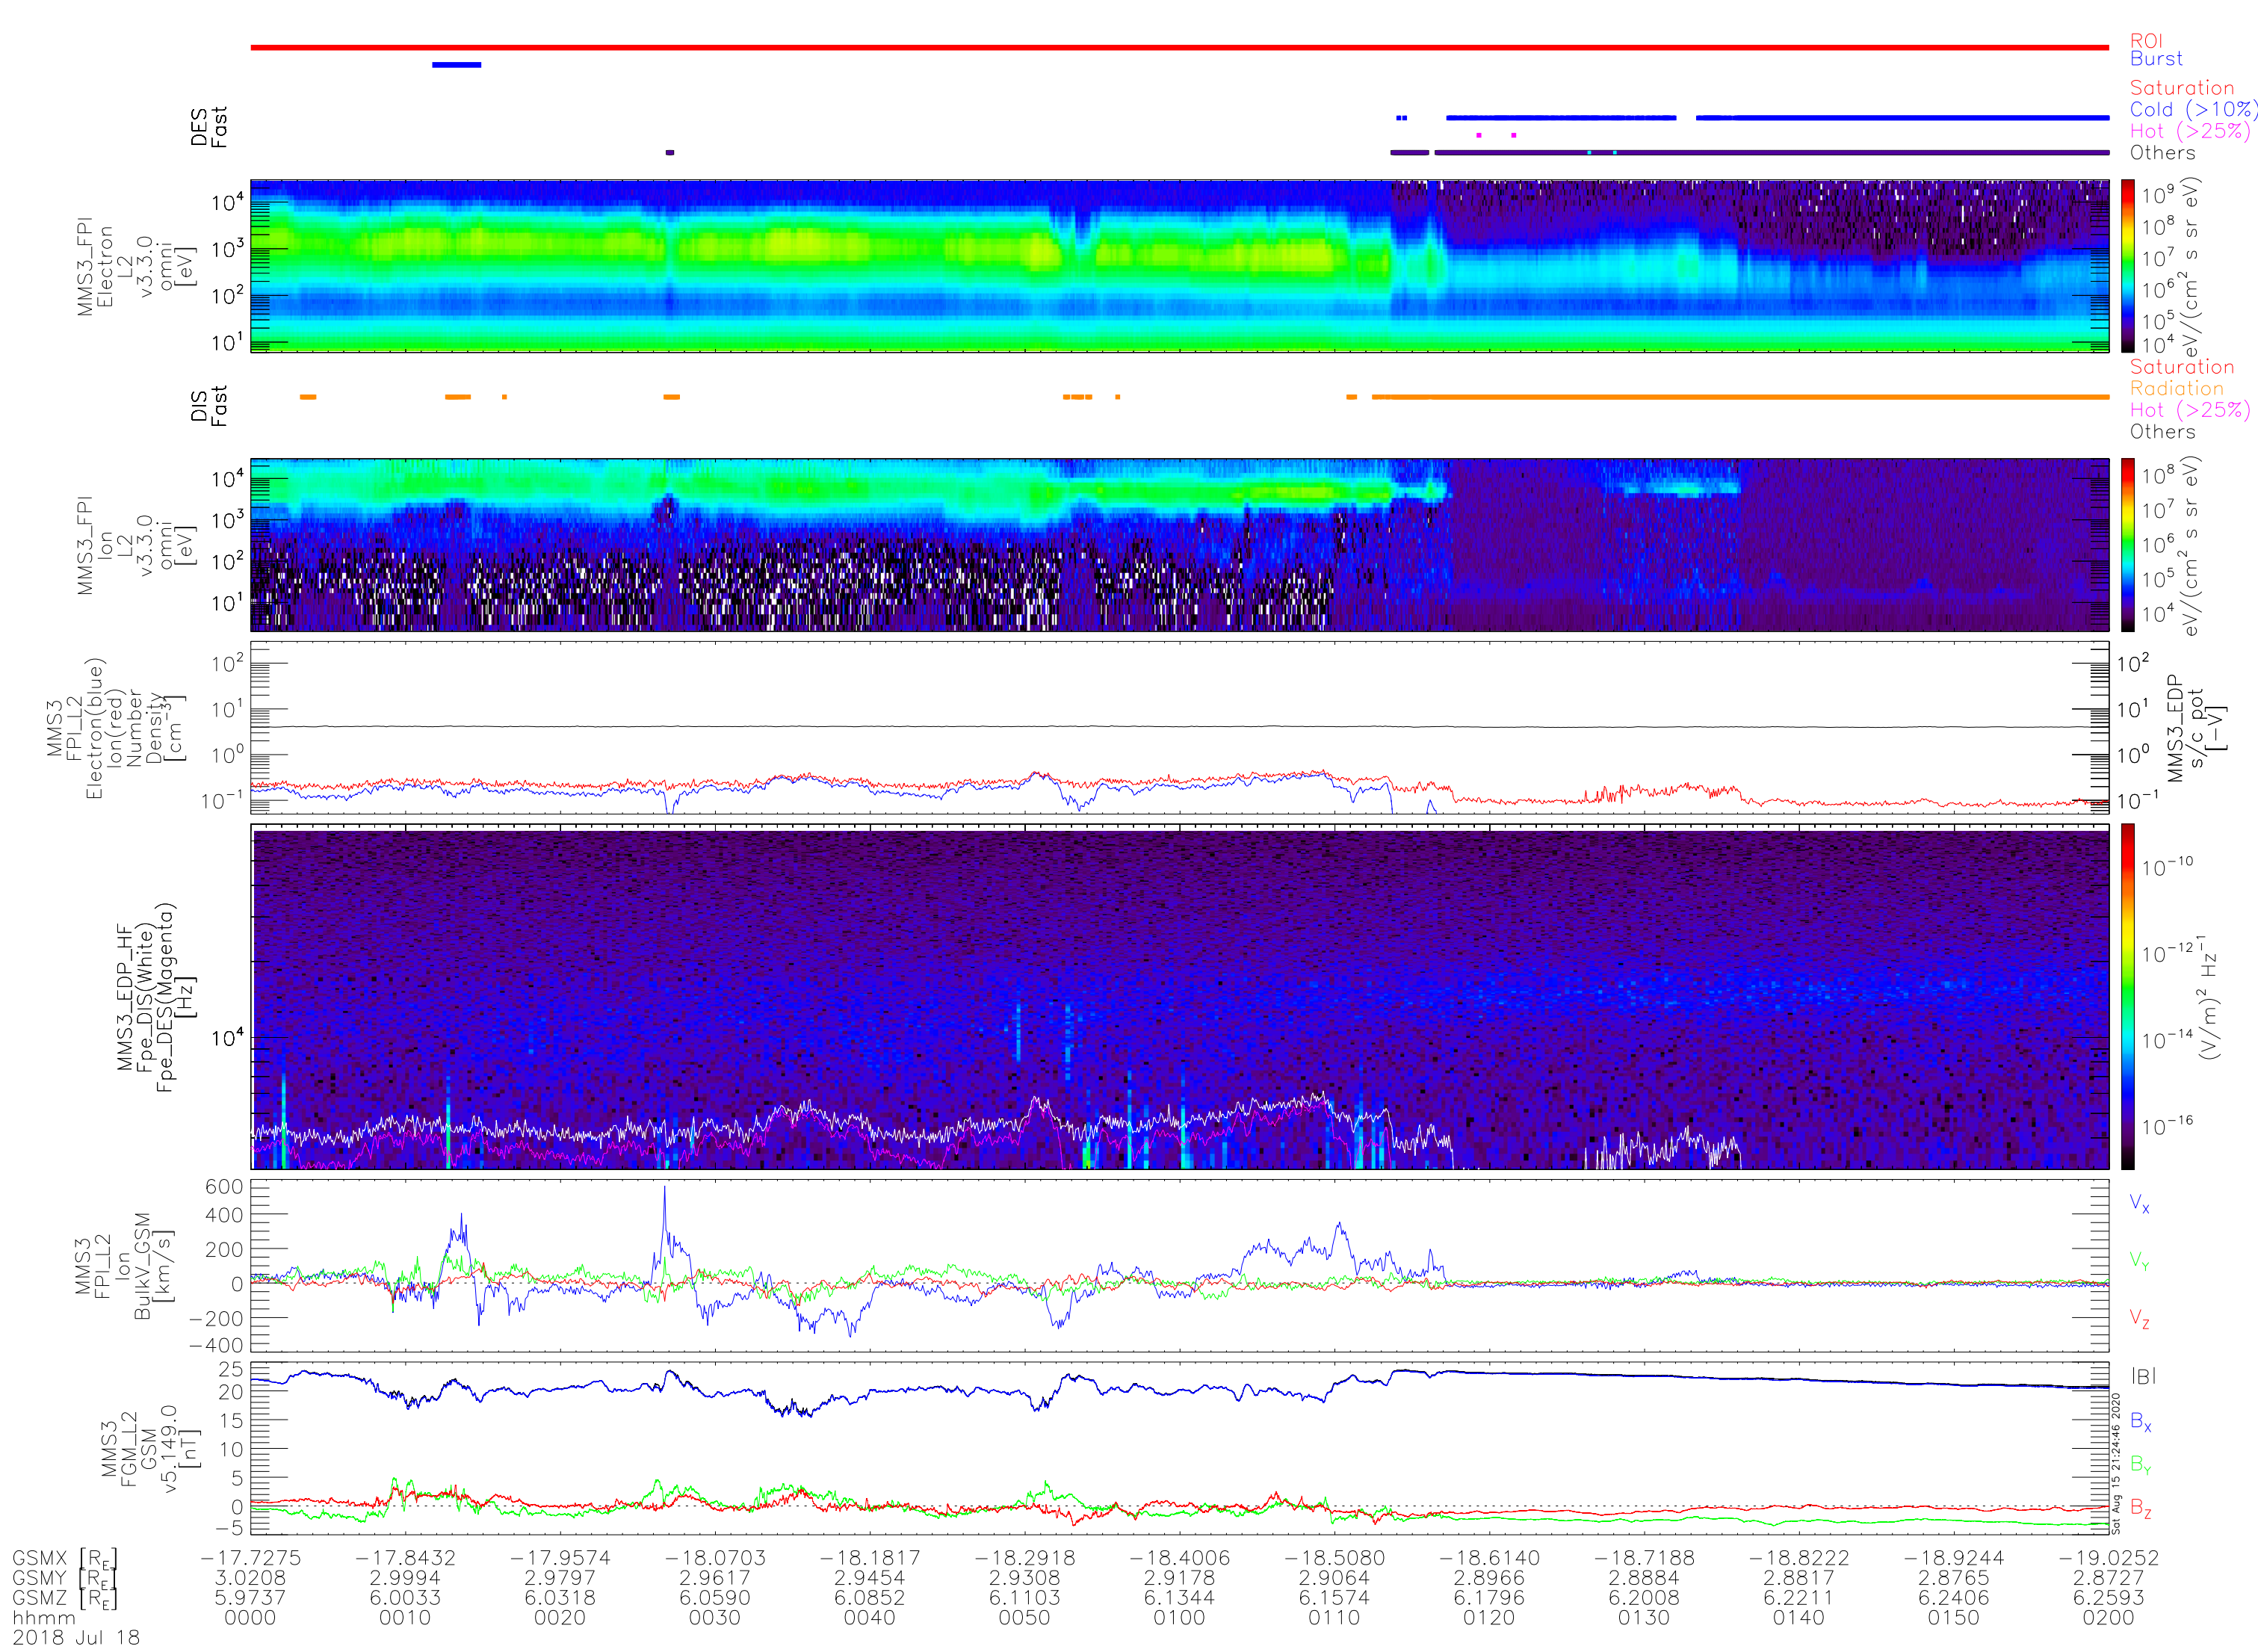 ROI
Burst
DES
Fast
Saturation
Cold (>10%)
Hot (>25%)
Others
MMS3_FPI
Electron
L2
v3.3.0
omni
[eV]
10^4
10^3
10^2
10^1
10^9
10^8
10^7
10^6
10^5
10^4
eV/(cm^2 s sr eV)
DIS
Fast
Saturation
Radiation
Hot (>25%)
Others
MMS3_FPI
Ion
L2
v3.3.0
omni
[eV]
10^4
10^3
10^2
10^1
10^8
10^7
10^6
10^5
10^4
eV/(cm^2 s sr eV)
MMS3
FPI_L2
Electron(blue)
Ion(red)
Number
Density
[cm^-3]
10^2
10^1
10^0
10^-1
10^2
10^1
10^0
10^-1
MMS3_EDP
s/c pot
[-V]
MMS3_EDP_HF
Fpe_DIS(White)
Fpe_DES(Magenta)
[Hz]
10^4
10^-10
10^-12
10^-14
10^-16
(V/m)^2 Hz^-1
MMS3
FPI_L2
Ion
BulkV_GSM
[km/s]
600
400
200
0
-200
-400
V_X
V_Y
V_Z
MMS3
FGM_L2
GSM
v5.149.0
[nT]
25
20
15
10
5
0
-5
|B|
B_X
B_Y
B_Z
Sat Aug 15 21:24:46 2020
GSMX [R_E] -17.7275 -17.8432 -17.9574 -18.0703 -18.1817 -18.2918 -18.4006 -18.5080 -18.6140 -18.7188 -18.8222 -18.9244 -19.0252
GSMY [R_E] 3.0208 2.9994 2.9797 2.9617 2.9454 2.9308 2.9178 2.9064 2.8966 2.8884 2.8817 2.8765 2.8727
GSMZ [R_E] 5.9737 6.0033 6.0318 6.0590 6.0852 6.1103 6.1344 6.1574 6.1796 6.2008 6.2211 6.2406 6.2593
hhmm 0000 0010 0020 0030 0040 0050 0100 0110 0120 0130 0140 0150 0200
2018 Jul 18